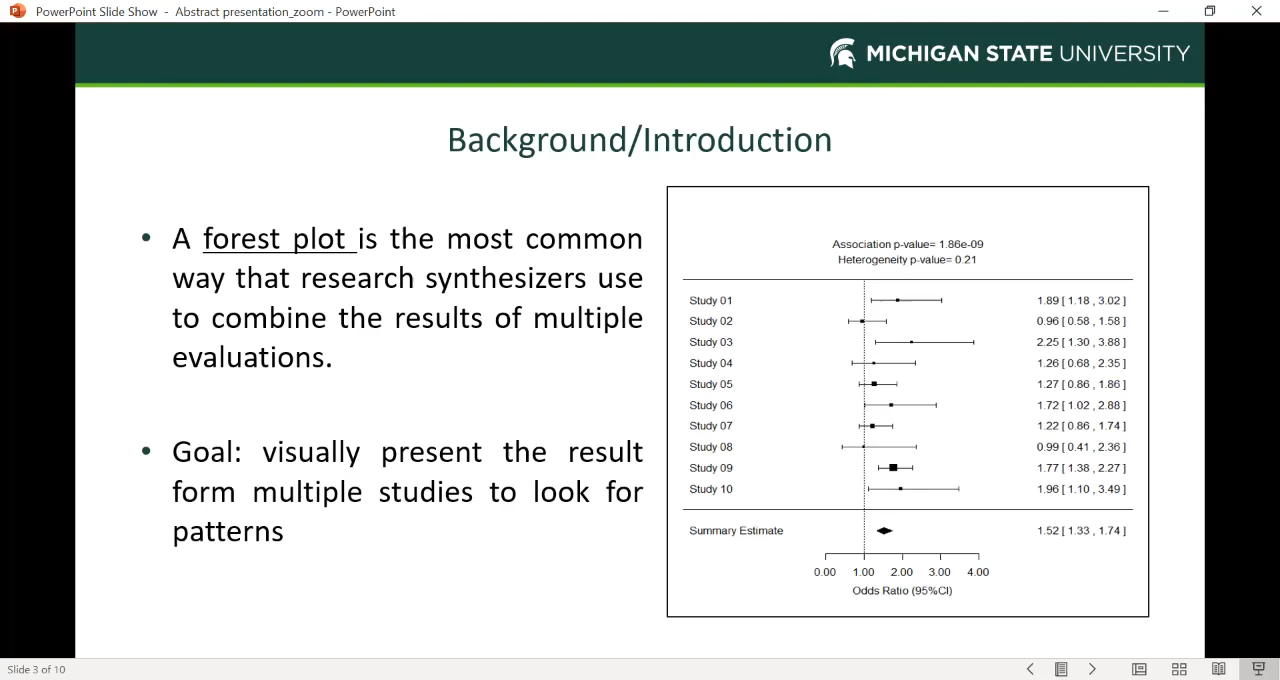 PowerPoint Slide Show - Abstract presentation_zoom - PowerPoint
MICHIGAN STATE UNIVERSITY
Background/Introduction
• A forest plot is the most common
way that research synthesizers use
to combine the results of multiple
evaluations.
• Goal: visually present the result
form multiple studies to look for
patterns
Association p-value= 1.86e-09
Heterogeneity p-value= 0.21
Study 01 1.89 [ 1.18 , 3.02 ]
Study 02 0.96 [ 0.58 , 1.58 ]
Study 03 2.25 [ 1.30 , 3.88 ]
Study 04 1.26 [ 0.68 , 2.35 ]
Study 05 1.27 [ 0.86 , 1.86 ]
Study 06 1.72 [ 1.02 , 2.88 ]
Study 07 1.22 [ 0.86 , 1.74 ]
Study 08 0.99 [ 0.41 , 2.36 ]
Study 09 1.77 [ 1.38 , 2.27 ]
Study 10 1.96 [ 1.10 , 3.49 ]
Summary Estimate 1.52 [ 1.33 , 1.74 ]
0.00 1.00 2.00 3.00 4.00
Odds Ratio (95%CI)
Slide 3 of 10